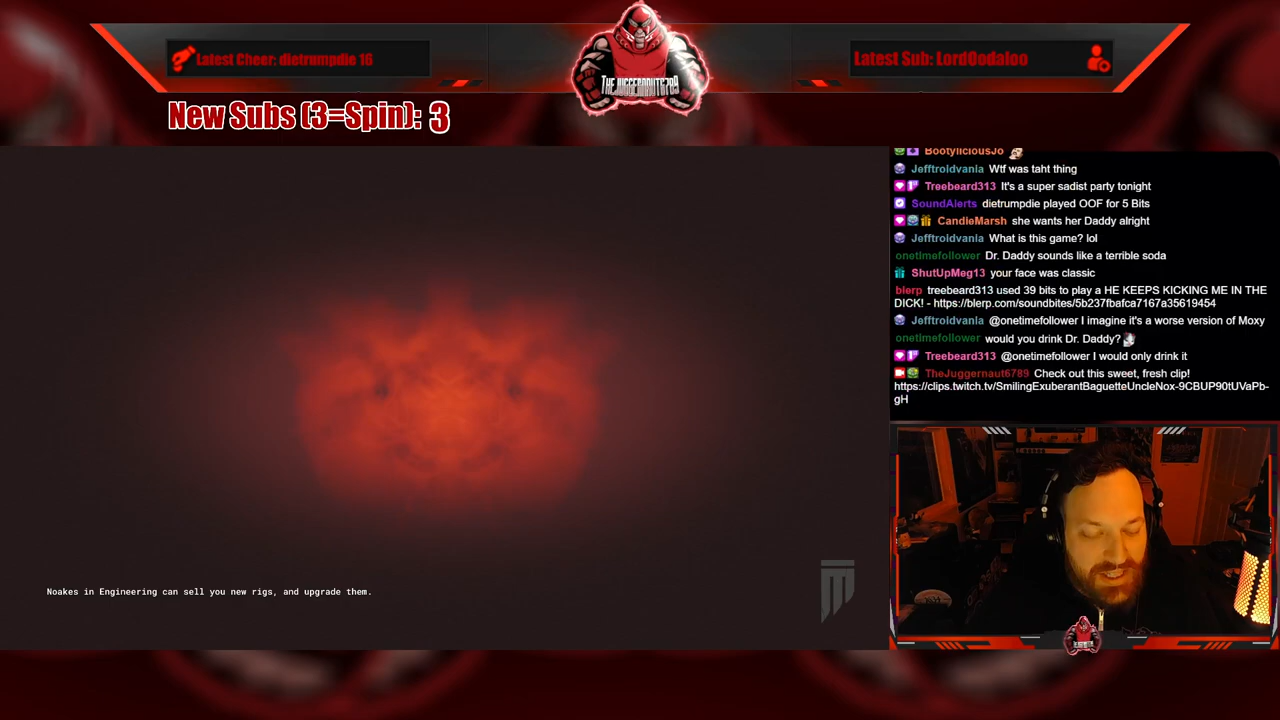 Latest Cheer: dietrumpdie 16
THEJUGGERNAUT6789
Latest Sub: LordOodaloo
New Subs (3=Spin): 3
BootyliciousJo
Jefftroldvania Wtf was taht thing
Treebeard313 It's a super sadist party tonight
SoundAlerts dietrumpdie played OOF for 5 Bits
CandieMarsh she wants her Daddy alright
Jefftroldvania What is this game? lol
onetimefollower Dr. Daddy sounds like a terrible soda
ShutUpMeg13 your face was classic
blerp treebeard313 used 39 bits to play a HE KEEPS KICKING ME IN THE
DICK! - https://blerp.com/soundbites/5b237fbafca7167a35619454
Jefftroldvania @onetimefollower I imagine it's a worse version of Moxy
onetimefollower would you drink Dr. Daddy?
Treebeard313 @onetimefollower I would only drink it
TheJuggernaut6789 Check out this sweet, fresh clip!
https://clips.twitch.tv/SmilingExuberantBaguetteUncleNox-9CBUP90tUVaPb-
gH
Noakes in Engineering can sell you new rigs, and upgrade them.